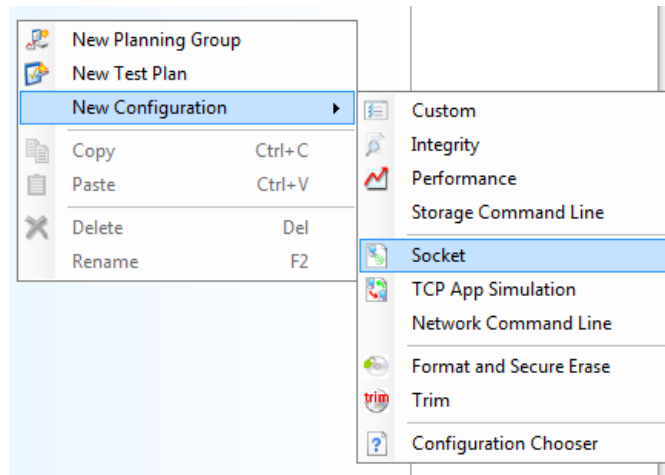 New Planning Group
New Test Plan
New Configuration
Copy Ctrl+C
Paste Ctrl+V
Delete Del
Rename F2
Custom
Integrity
Performance
Storage Command Line
Socket
TCP App Simulation
Network Command Line
Format and Secure Erase
trim Trim
Configuration Chooser